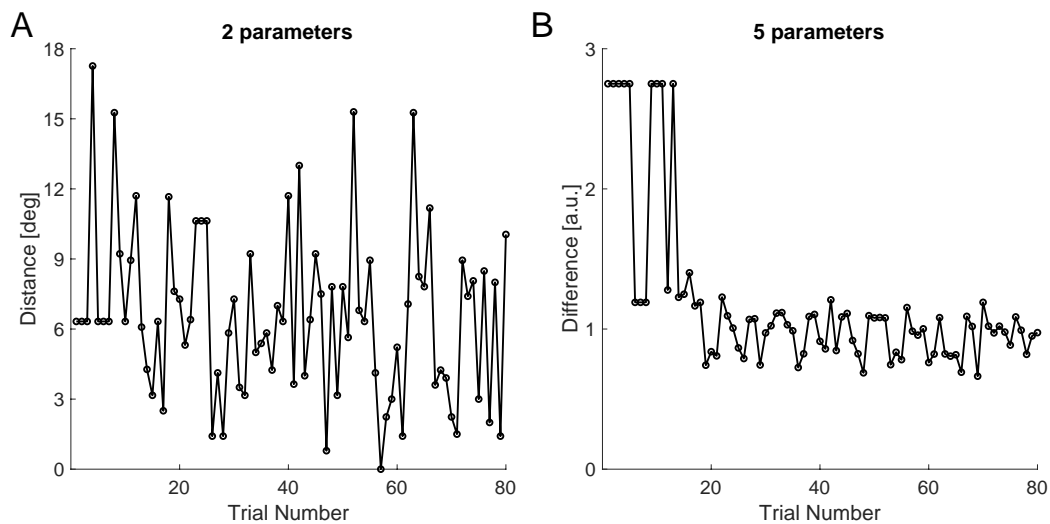 A
2 parameters
18
15
12
9
6
3
0
Distance [deg]
20
40
60
80
Trial Number
B
5 parameters
3
2
1
0
Difference [a.u.]
20
40
60
80
Trial Number